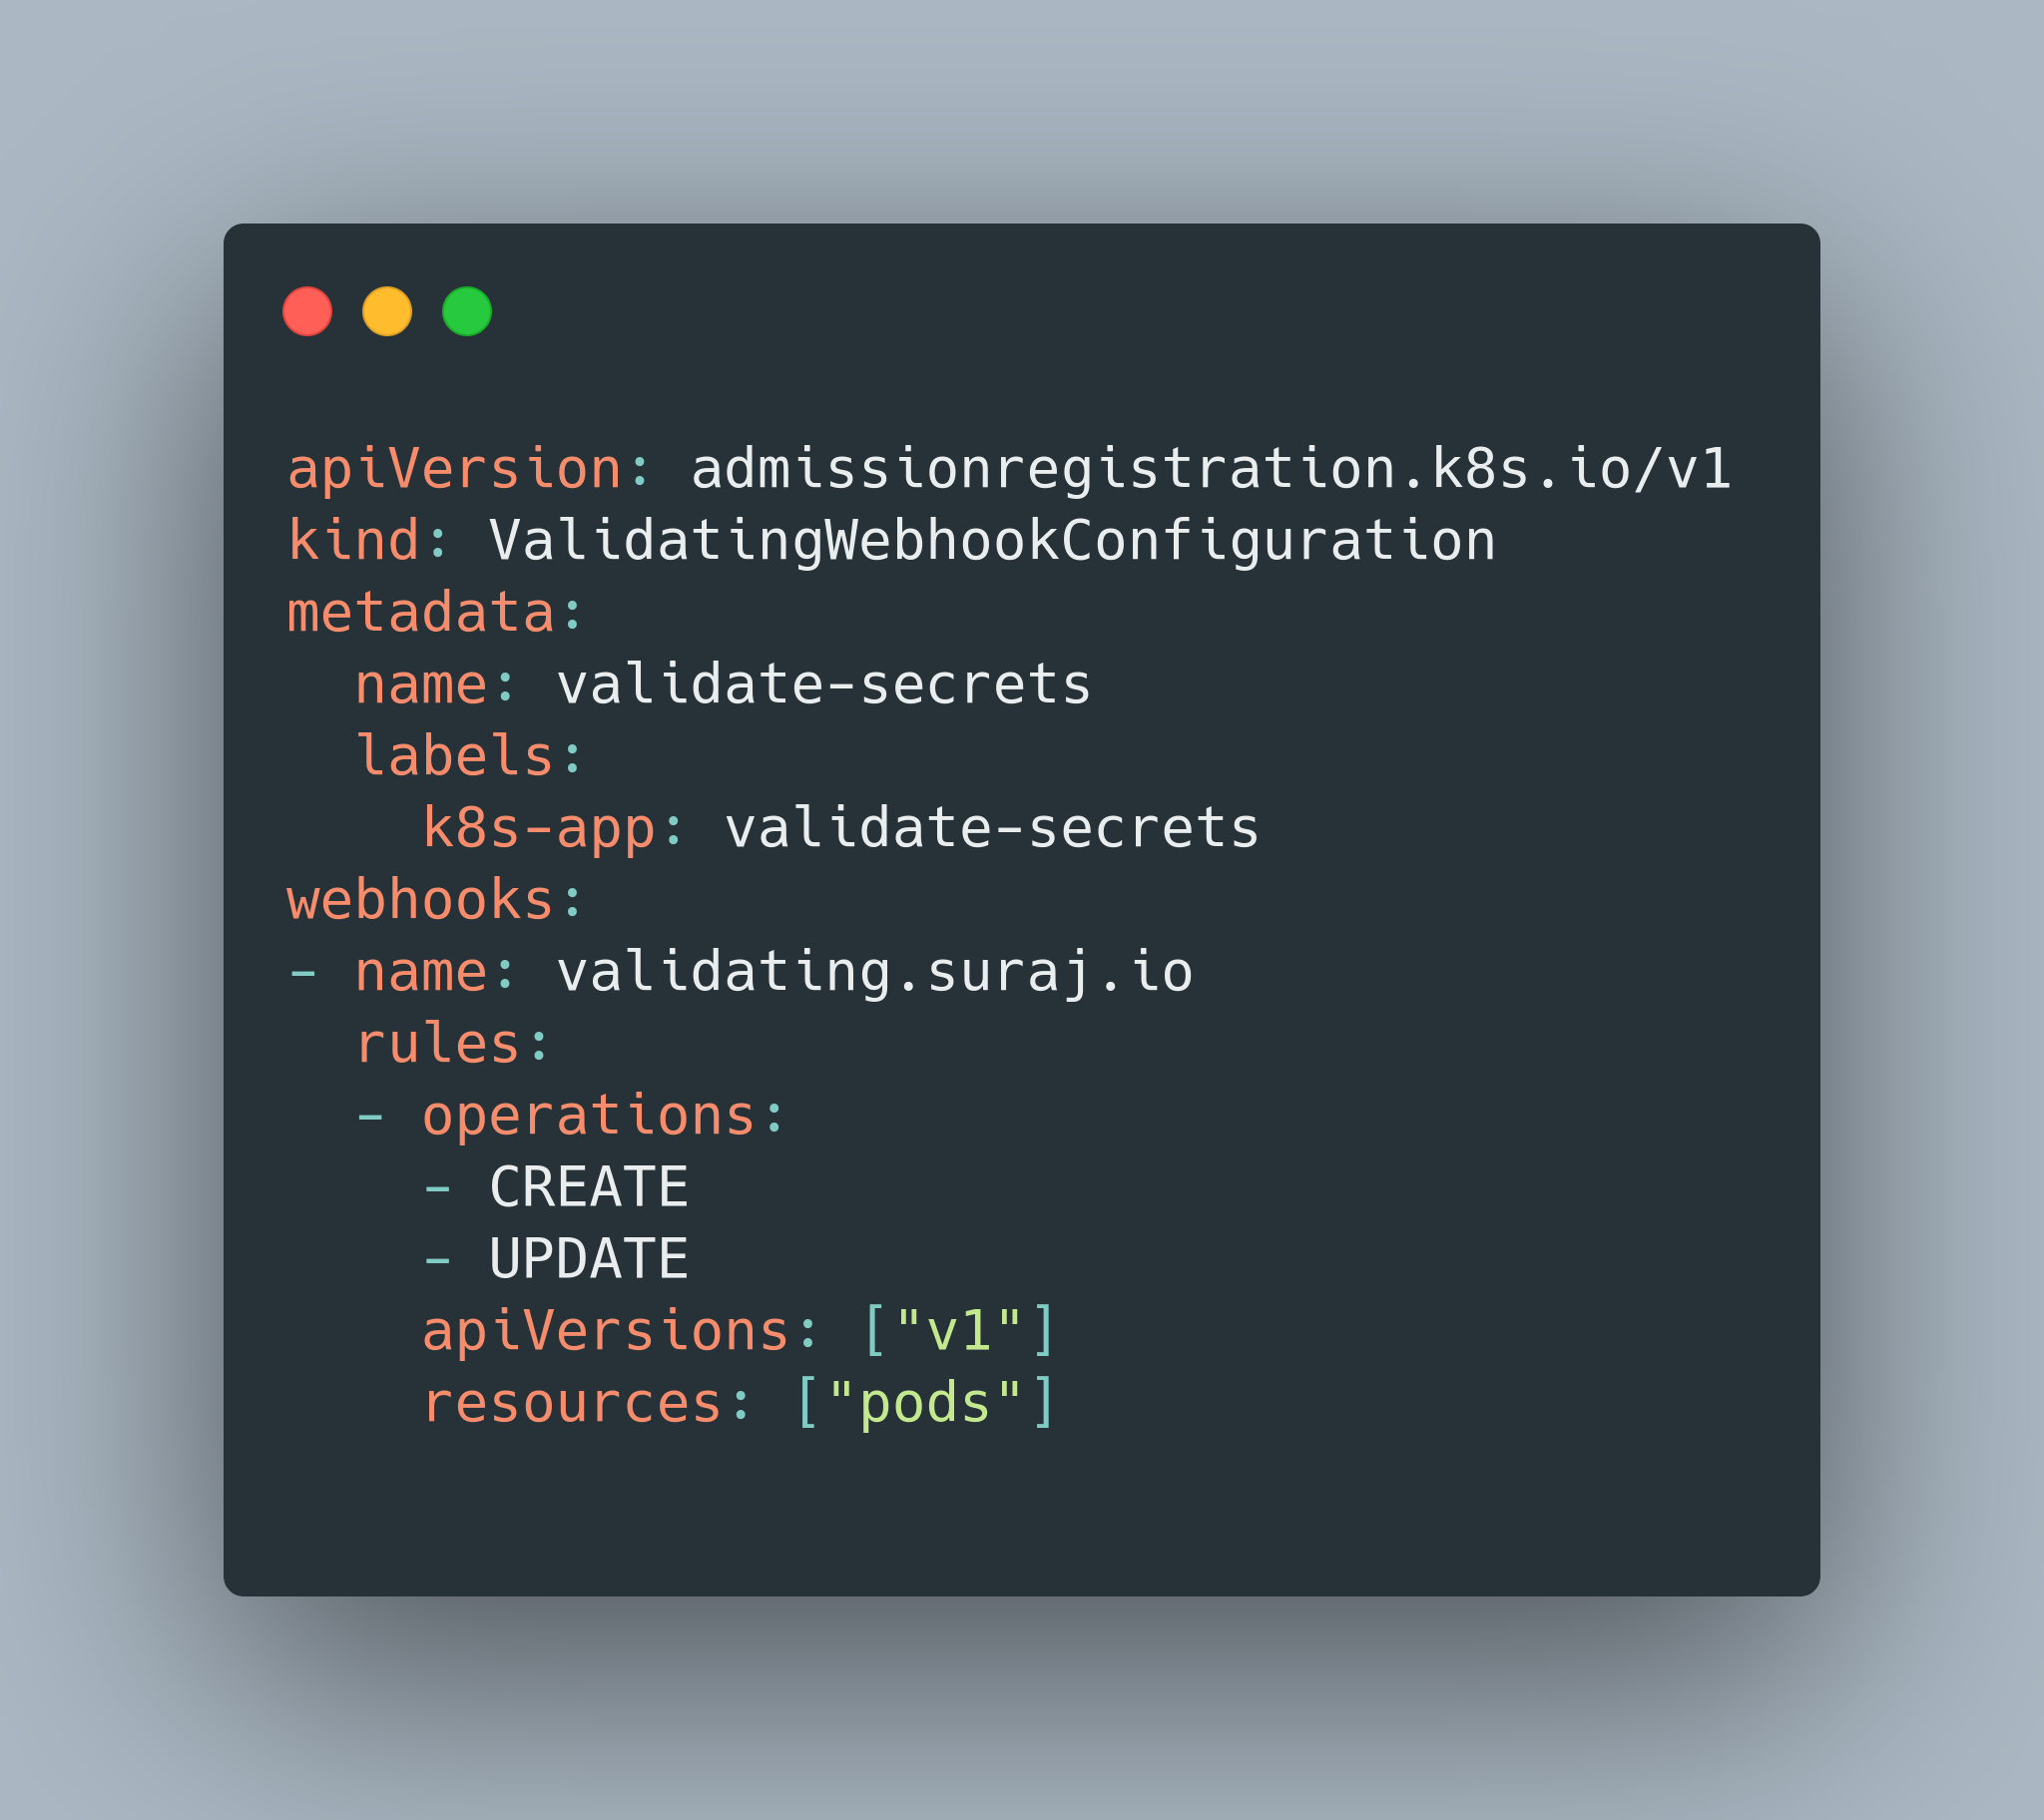 apiVersion: admissionregistration.k8s.io/v1
kind: ValidatingWebhookConfiguration
metadata:
  name: validate-secrets
  labels:
    k8s-app: validate-secrets
webhooks:
- name: validating.suraj.io
  rules:
  - operations:
    - CREATE
    - UPDATE
    apiVersions: ["v1"]
    resources: ["pods"]